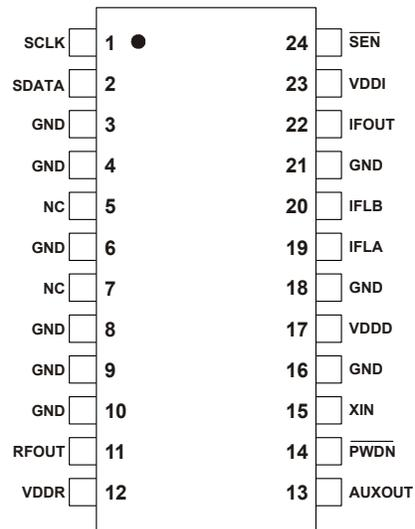 SCLK 1 24 S̅E̅N̅
SDATA 2 23 VDDI
GND 3 22 IFOUT
GND 4 21 GND
NC 5 20 IFLB
GND 6 19 IFLA
NC 7 18 GND
GND 8 17 VDDD
GND 9 16 GND
GND 10 15 XIN
RFOUT 11 14 P̅W̅D̅N̅
VDDR 12 13 AUXOUT